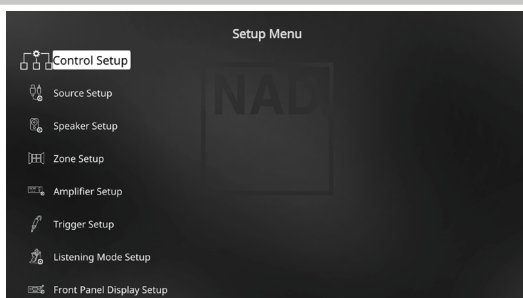 Setup Menu
Control Setup
NAD
Source Setup
Speaker Setup
Zone Setup
Amplifier Setup
Trigger Setup
Listening Mode Setup
Front Panel Display Setup